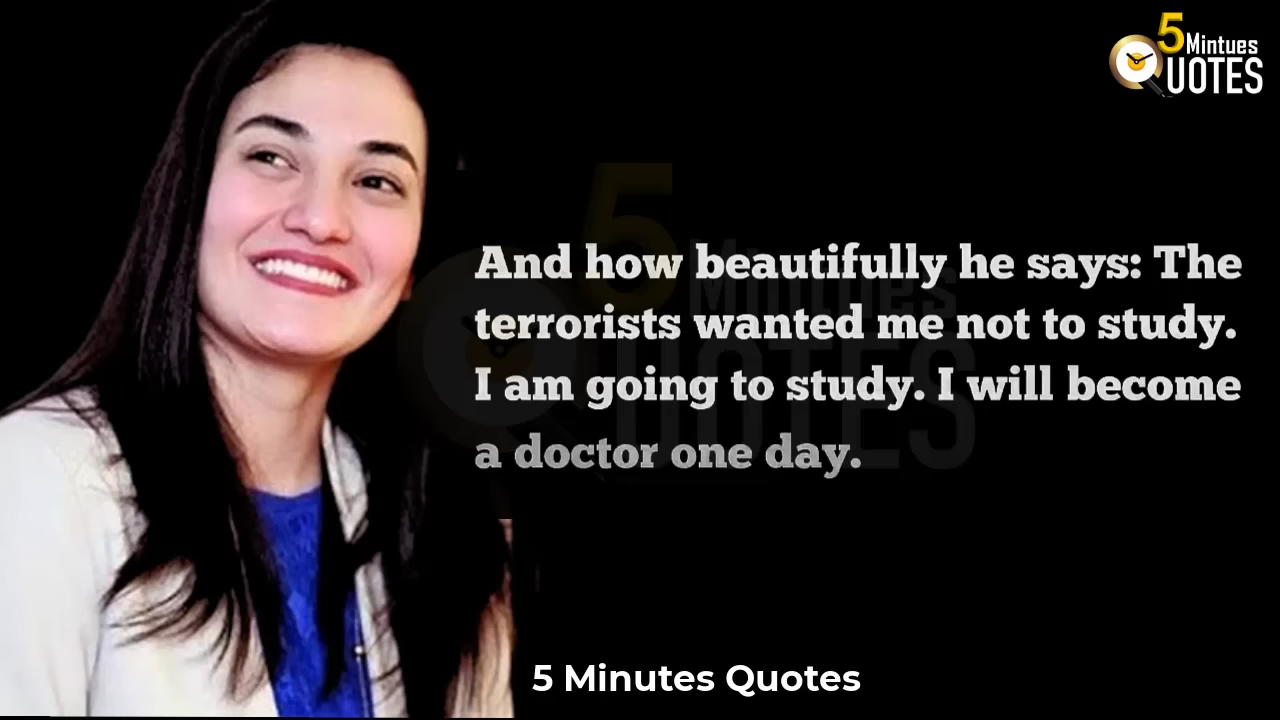 5 Mintues
QUOTES
And how beautifully he says: The
terrorists wanted me not to study.
I am going to study. I will become
a doctor one day.
5 Minutes Quotes